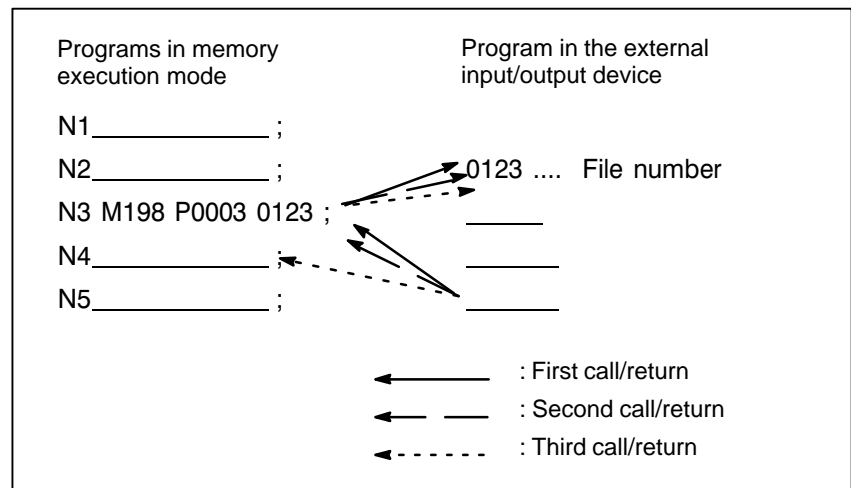 Programs in memory
execution mode
Program in the external
input/output device
N1 ;
N2 ;
0123 .... File number
N3 M198 P0003 0123 ;
N4 ;
N5 ;
: First call/return
: Second call/return
: Third call/return